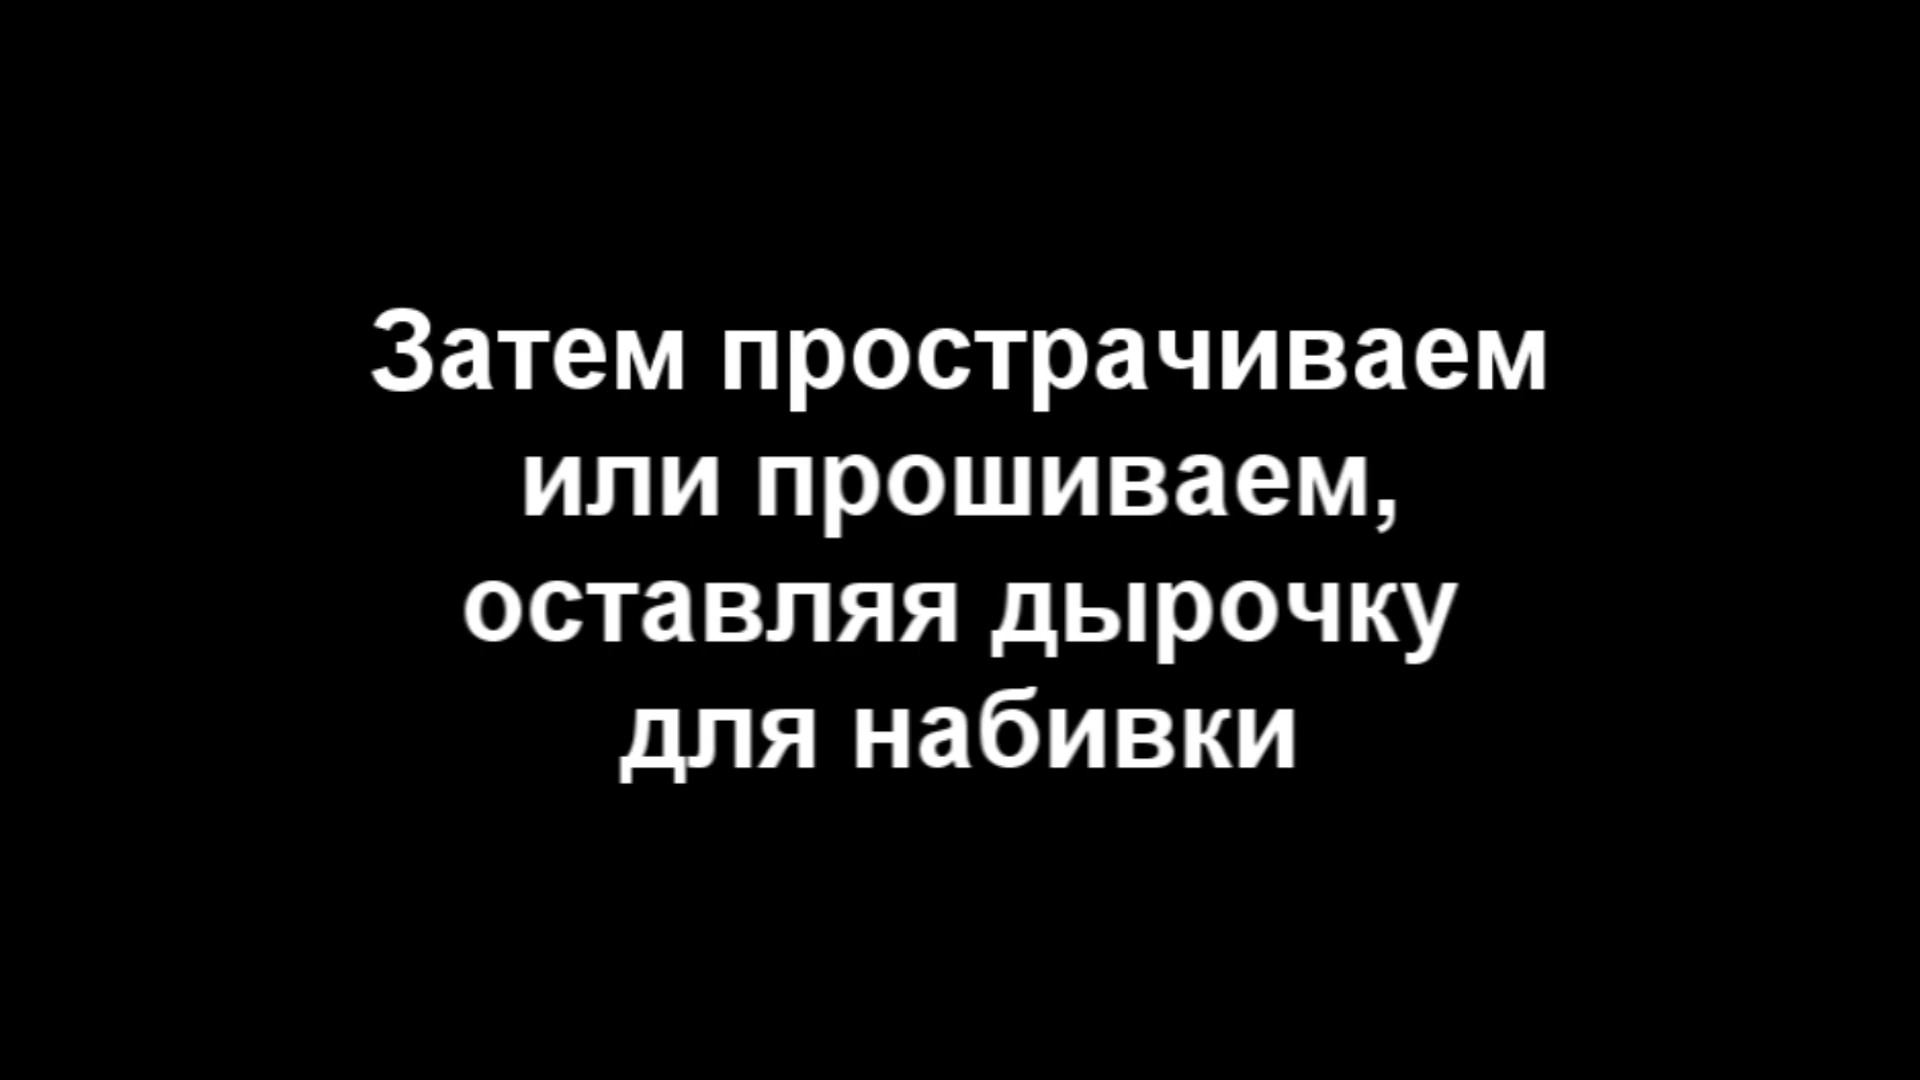 Затем прострачиваем
или прошиваем,
оставляя дырочку
для набивки